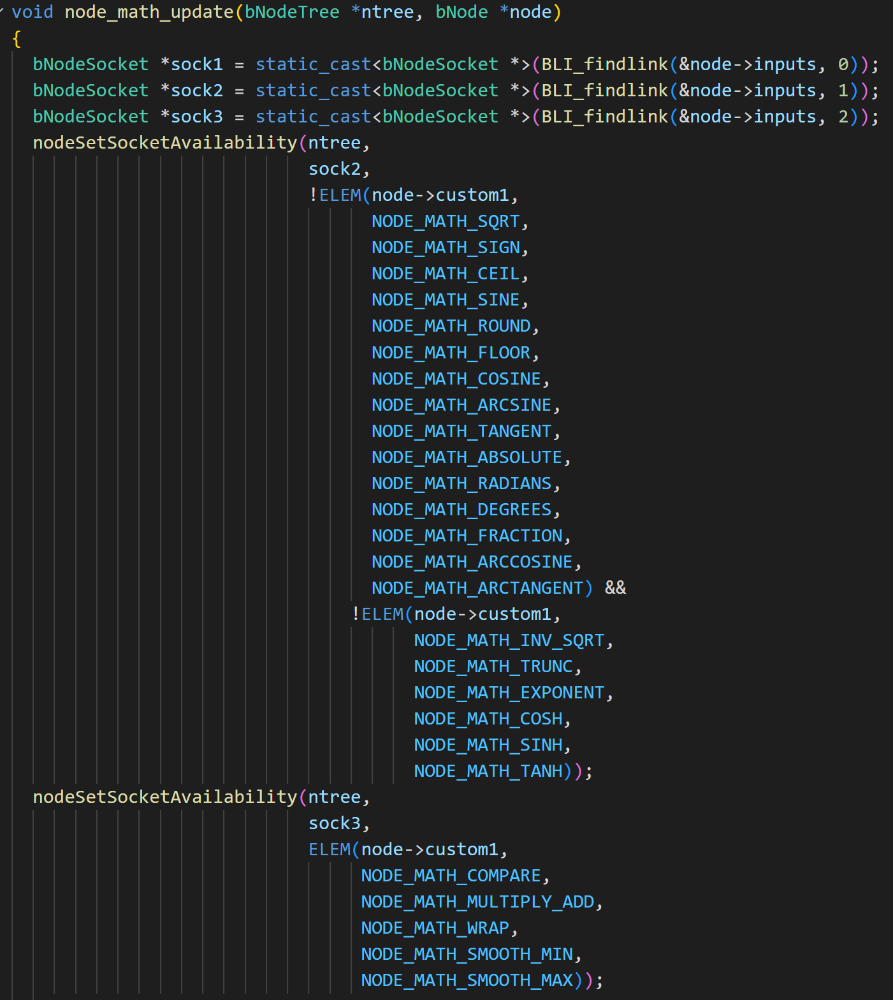 void node_math_update(bNodeTree *ntree, bNode *node)
{
bNodeSocket *sock1 = static_cast<bNodeSocket *>(BLI_findlink(&node->inputs, 0));
bNodeSocket *sock2 = static_cast<bNodeSocket *>(BLI_findlink(&node->inputs, 1));
bNodeSocket *sock3 = static_cast<bNodeSocket *>(BLI_findlink(&node->inputs, 2));
nodeSetSocketAvailability(ntree,
sock2,
!ELEM(node->custom1,
NODE_MATH_SQRT,
NODE_MATH_SIGN,
NODE_MATH_CEIL,
NODE_MATH_SINE,
NODE_MATH_ROUND,
NODE_MATH_FLOOR,
NODE_MATH_COSINE,
NODE_MATH_ARCSINE,
NODE_MATH_TANGENT,
NODE_MATH_ABSOLUTE,
NODE_MATH_RADIANS,
NODE_MATH_DEGREES,
NODE_MATH_FRACTION,
NODE_MATH_ARCCOSINE,
NODE_MATH_ARCTANGENT) &&
!ELEM(node->custom1,
NODE_MATH_INV_SQRT,
NODE_MATH_TRUNC,
NODE_MATH_EXPONENT,
NODE_MATH_COSH,
NODE_MATH_SINH,
NODE_MATH_TANH));
nodeSetSocketAvailability(ntree,
sock3,
ELEM(node->custom1,
NODE_MATH_COMPARE,
NODE_MATH_MULTIPLY_ADD,
NODE_MATH_WRAP,
NODE_MATH_SMOOTH_MIN,
NODE_MATH_SMOOTH_MAX));